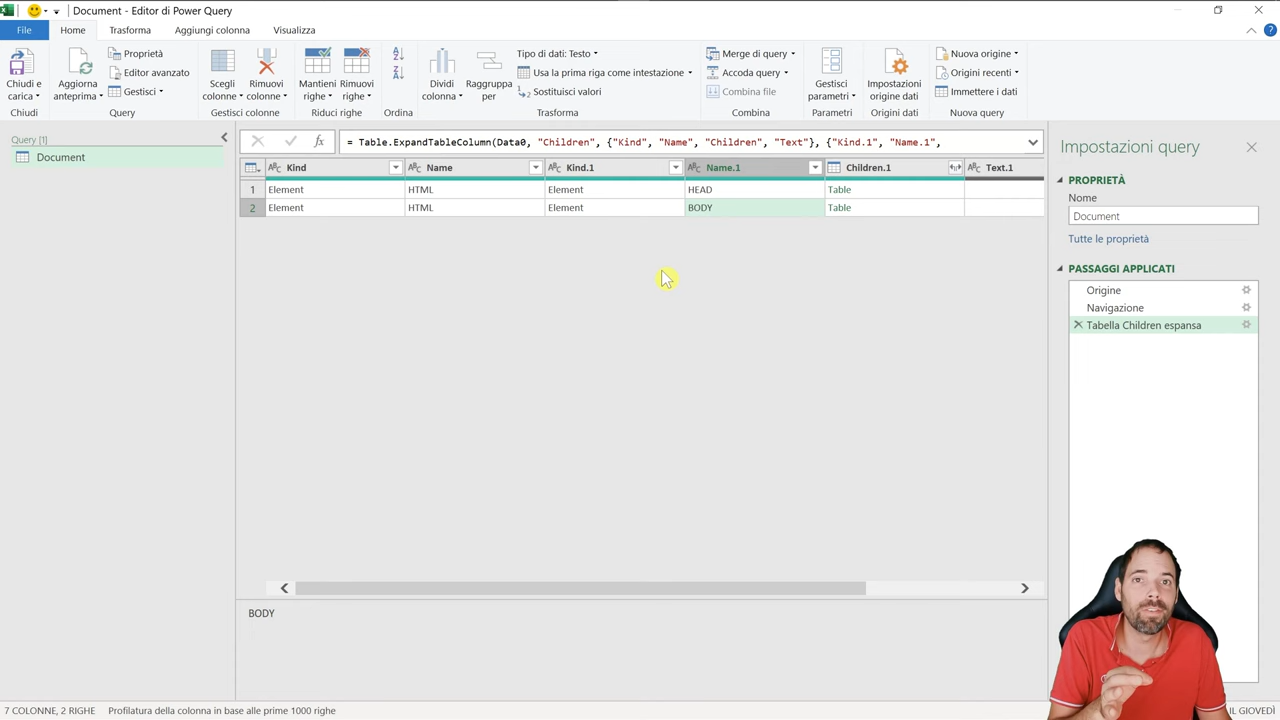 Document - Editor di Power Query
File Home Trasforma Aggiungi colonna Visualizza
Chiudi e carica
Chiudi
Aggiorna anteprima
Proprietà
Editor avanzato
Gestisci
Query
Scegli colonne
Rimuovi colonne
Gestisci colonne
Mantieni righe
Rimuovi righe
Riduci righe
Ordina
Dividi colonna
Raggruppa per
Tipo di dati: Testo
Usa la prima riga come intestazione
Sostituisci valori
Trasforma
Merge di query
Accoda query
Combina file
Combina
Gestisci parametri
Parametri
Impostazioni origine dati
Origini dati
Nuova origine
Origini recenti
Immettere i dati
Nuova query
Query [1]
Document
= Table.ExpandTableColumn(Data0, "Children", {"Kind", "Name", "Children", "Text"}, {"Kind.1", "Name.1",
Kind Name Kind.1 Name.1 Children.1 Text.1
1 Element HTML Element HEAD Table
2 Element HTML Element BODY Table
BODY
Impostazioni query
PROPRIETÀ
Nome
Document
Tutte le proprietà
PASSAGGI APPLICATI
Origine
Navigazione
Tabella Children espansa
7 COLONNE, 2 RIGHE Profilatura della colonna in base alle prime 1000 righe
IL GIOVEDÌ